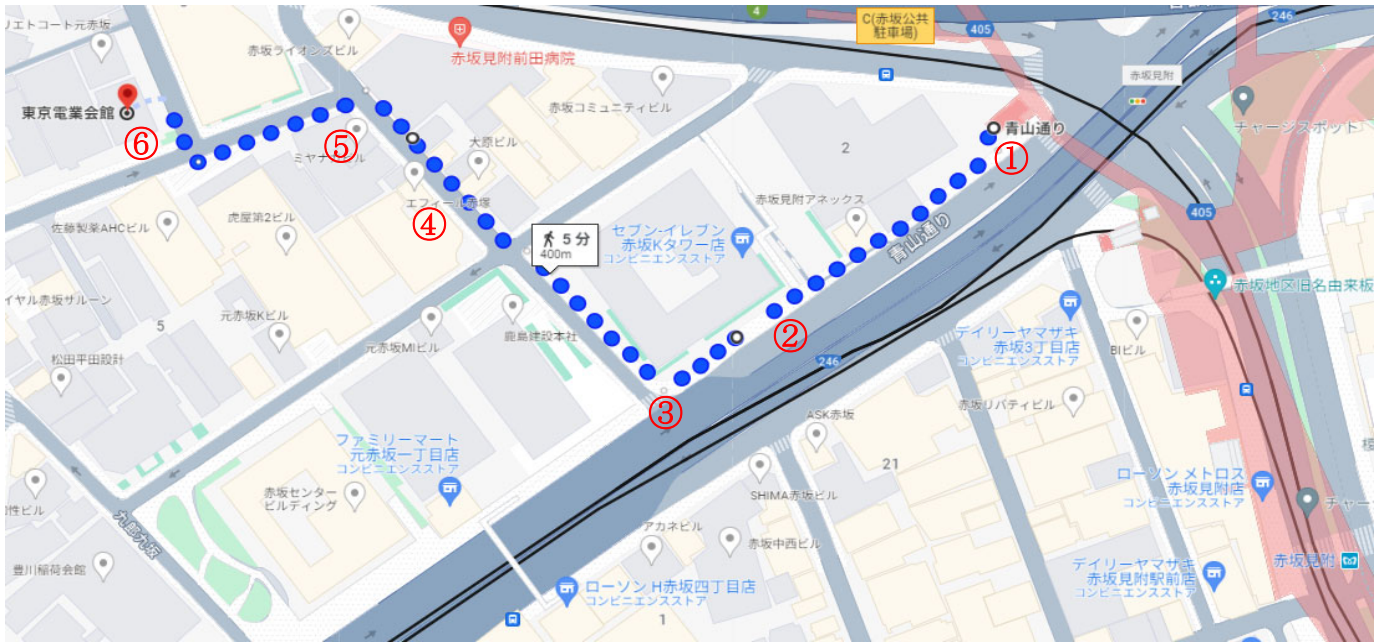 4
C(赤坂公共
駐車場)
405
246
赤坂ライオンズビル
赤坂見附前田病院
赤坂見附
東京電業会館
赤坂コミュニティビル
青山通り
チャージスポット
⑥
⑤
大原ビル
2
①
エフィール赤塚
赤坂見附アネックス
佐藤製薬AHCビル
虎屋第2ビル
④
5 分
400m
セブン-イレブン
赤坂Kタワー店
コンビニエンスストア
青山通り
405
赤坂地区旧名由来板
5
元赤坂Kビル
鹿島建設本社
②
デイリーヤマザキ
赤坂3丁目店
コンビニエンスストア
BIビル
松田平田設計
元赤坂MIビル
246
③
ASK赤坂
赤坂リバティビル
ファミリーマート
元赤坂一丁目店
コンビニエンスストア
21
ローソン メトロス
赤坂見附店
コンビニエンスストア
赤坂センター
ビルディング
SHIMA赤坂ビル
九郎九坂
アカネビル
赤坂中西ビル
豊川稲荷会館
ローソン H赤坂四丁目店
コンビニエンスストア
デイリーヤマザキ
赤坂見附駅前店
コンビニエンスストア
赤坂見附
1